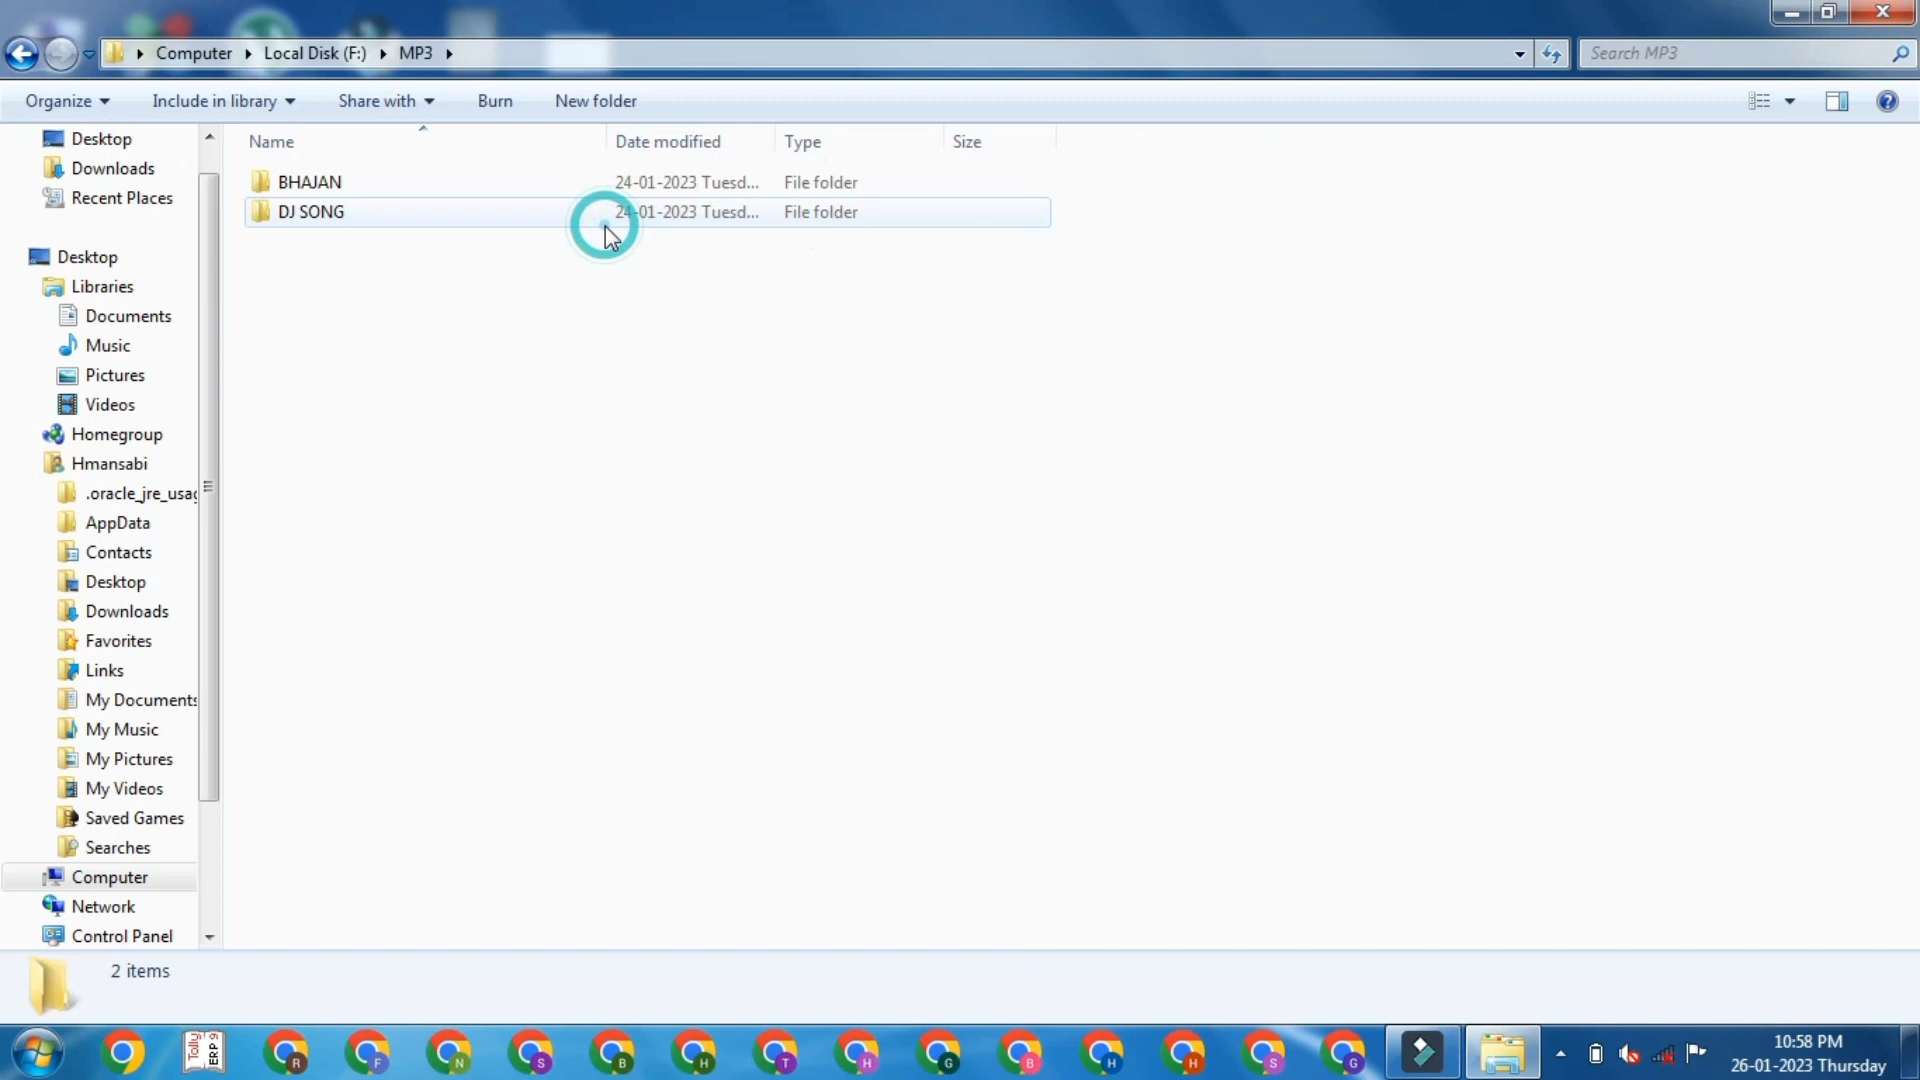 Computer Local Disk (F:) MP3
Search MP3
Organize Include in library Share with Burn New folder
Name Date modified Type Size
BHAJAN 24-01-2023 Tuesd... File folder
DJ SONG 24-01-2023 Tuesd... File folder
Desktop
Downloads
Recent Places
Desktop
Libraries
Documents
Music
Pictures
Videos
Homegroup
Hmansabi
.oracle_jre_usag
AppData
Contacts
Desktop
Downloads
Favorites
Links
My Documents
My Music
My Pictures
My Videos
Saved Games
Searches
Computer
Network
Control Panel
2 items
Tally ERP 9
R F N S B H T H G B H H S G
10:58 PM
26-01-2023 Thursday